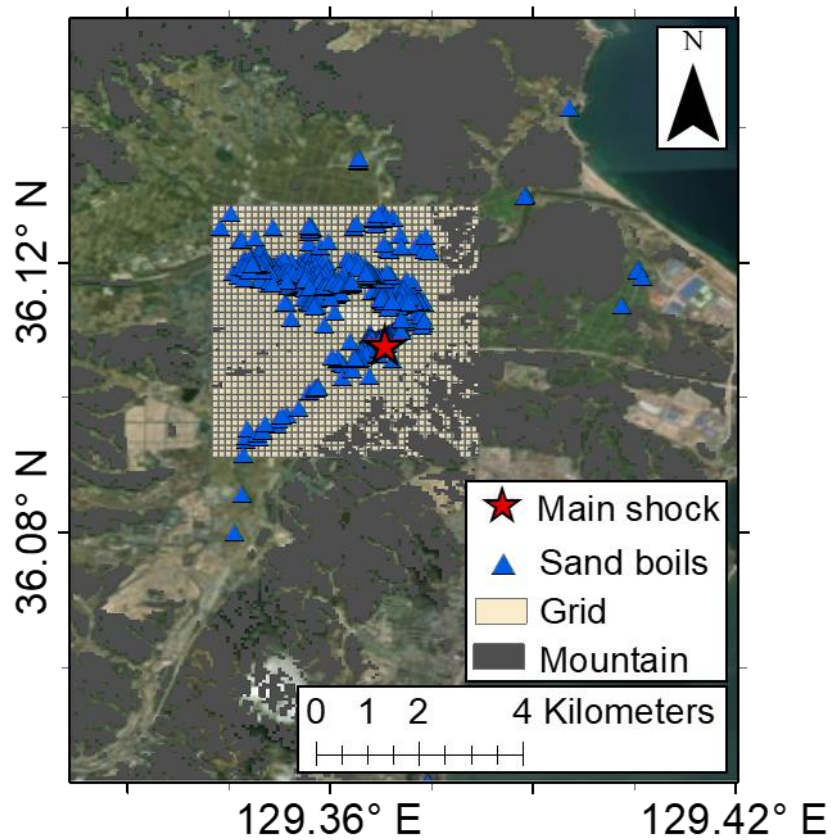 N
36.12° N
36.08° N
Main shock
Sand boils
Grid
Mountain
0 1 2 4 Kilometers
129.36° E 129.42° E